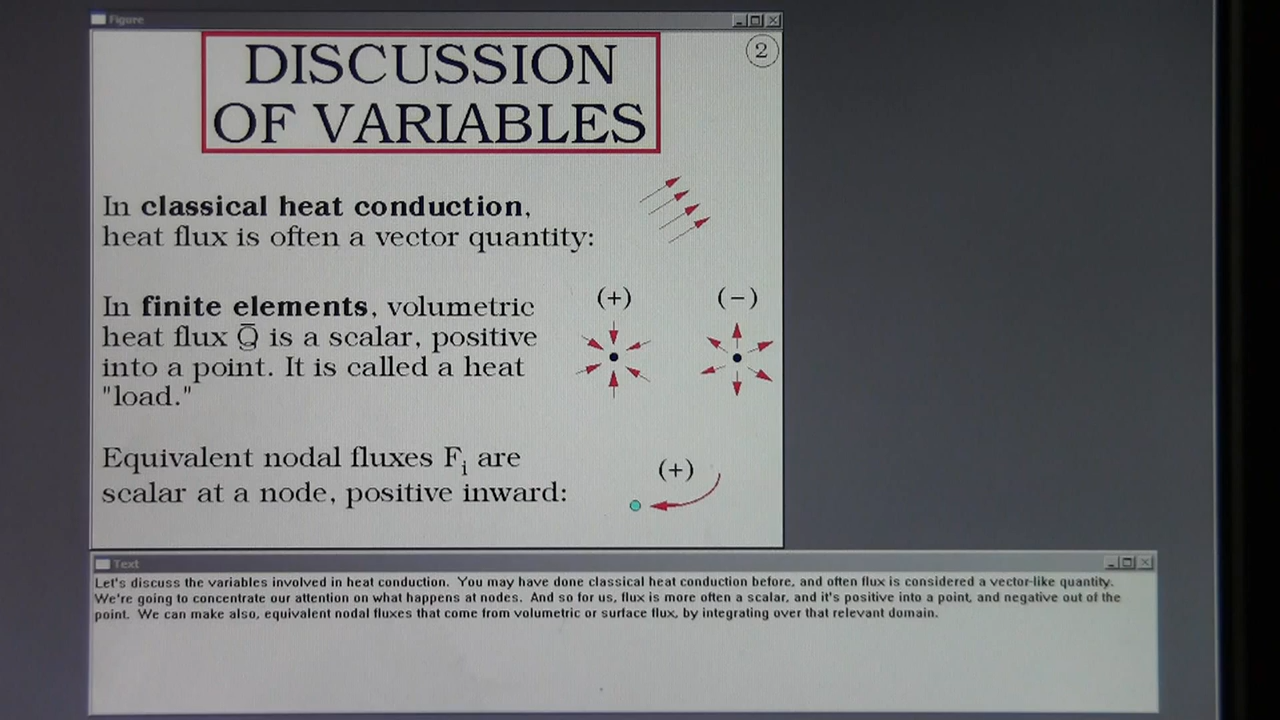 Figure
DISCUSSION
OF VARIABLES
2
In classical heat conduction,
heat flux is often a vector quantity:
In finite elements, volumetric
heat flux Q̅ is a scalar, positive
into a point. It is called a heat
"load."
(+)
(−)
Equivalent nodal fluxes Fᵢ are
scalar at a node, positive inward:
(+)
Text
Let's discuss the variables involved in heat conduction. You may have done classical heat conduction before, and often flux is considered a vector-like quantity.
We're going to concentrate our attention on what happens at nodes. And so for us, flux is more often a scalar, and it's positive into a point, and negative out of the
point. We can make also, equivalent nodal fluxes that come from volumetric or surface flux, by integrating over that relevant domain.